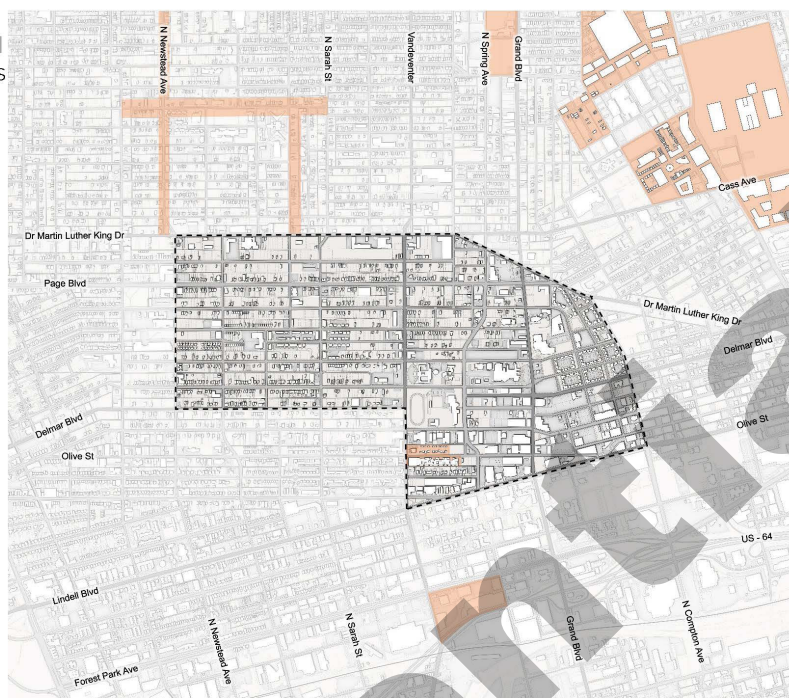 N Newstead Ave
N Sarah St
Vandeventer
N Spring Ave
Grand Blvd
Cass Ave
Dr Martin Luther King Dr
Page Blvd
Dr Martin Luther King Dr
Delmar Blvd
Delmar Blvd
Olive St
Olive St
US - 64
Lindell Blvd
N Newstead Ave
N Sarah St
Grand Blvd
N Compton Ave
Forest Park Ave